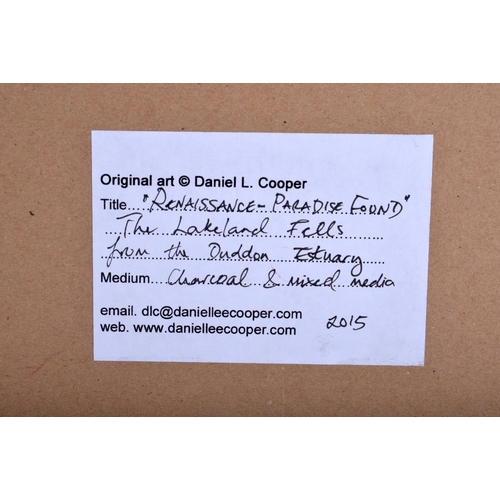 Original art © Daniel L. Cooper
Title "RENAISSANCE - PARADISE FOUND"
The Lakeland Fells
from the Duddon Estuary
Medium Charcoal & mixed media
email. dlc@danielleecooper.com
web. www.danielleecooper.com 2015